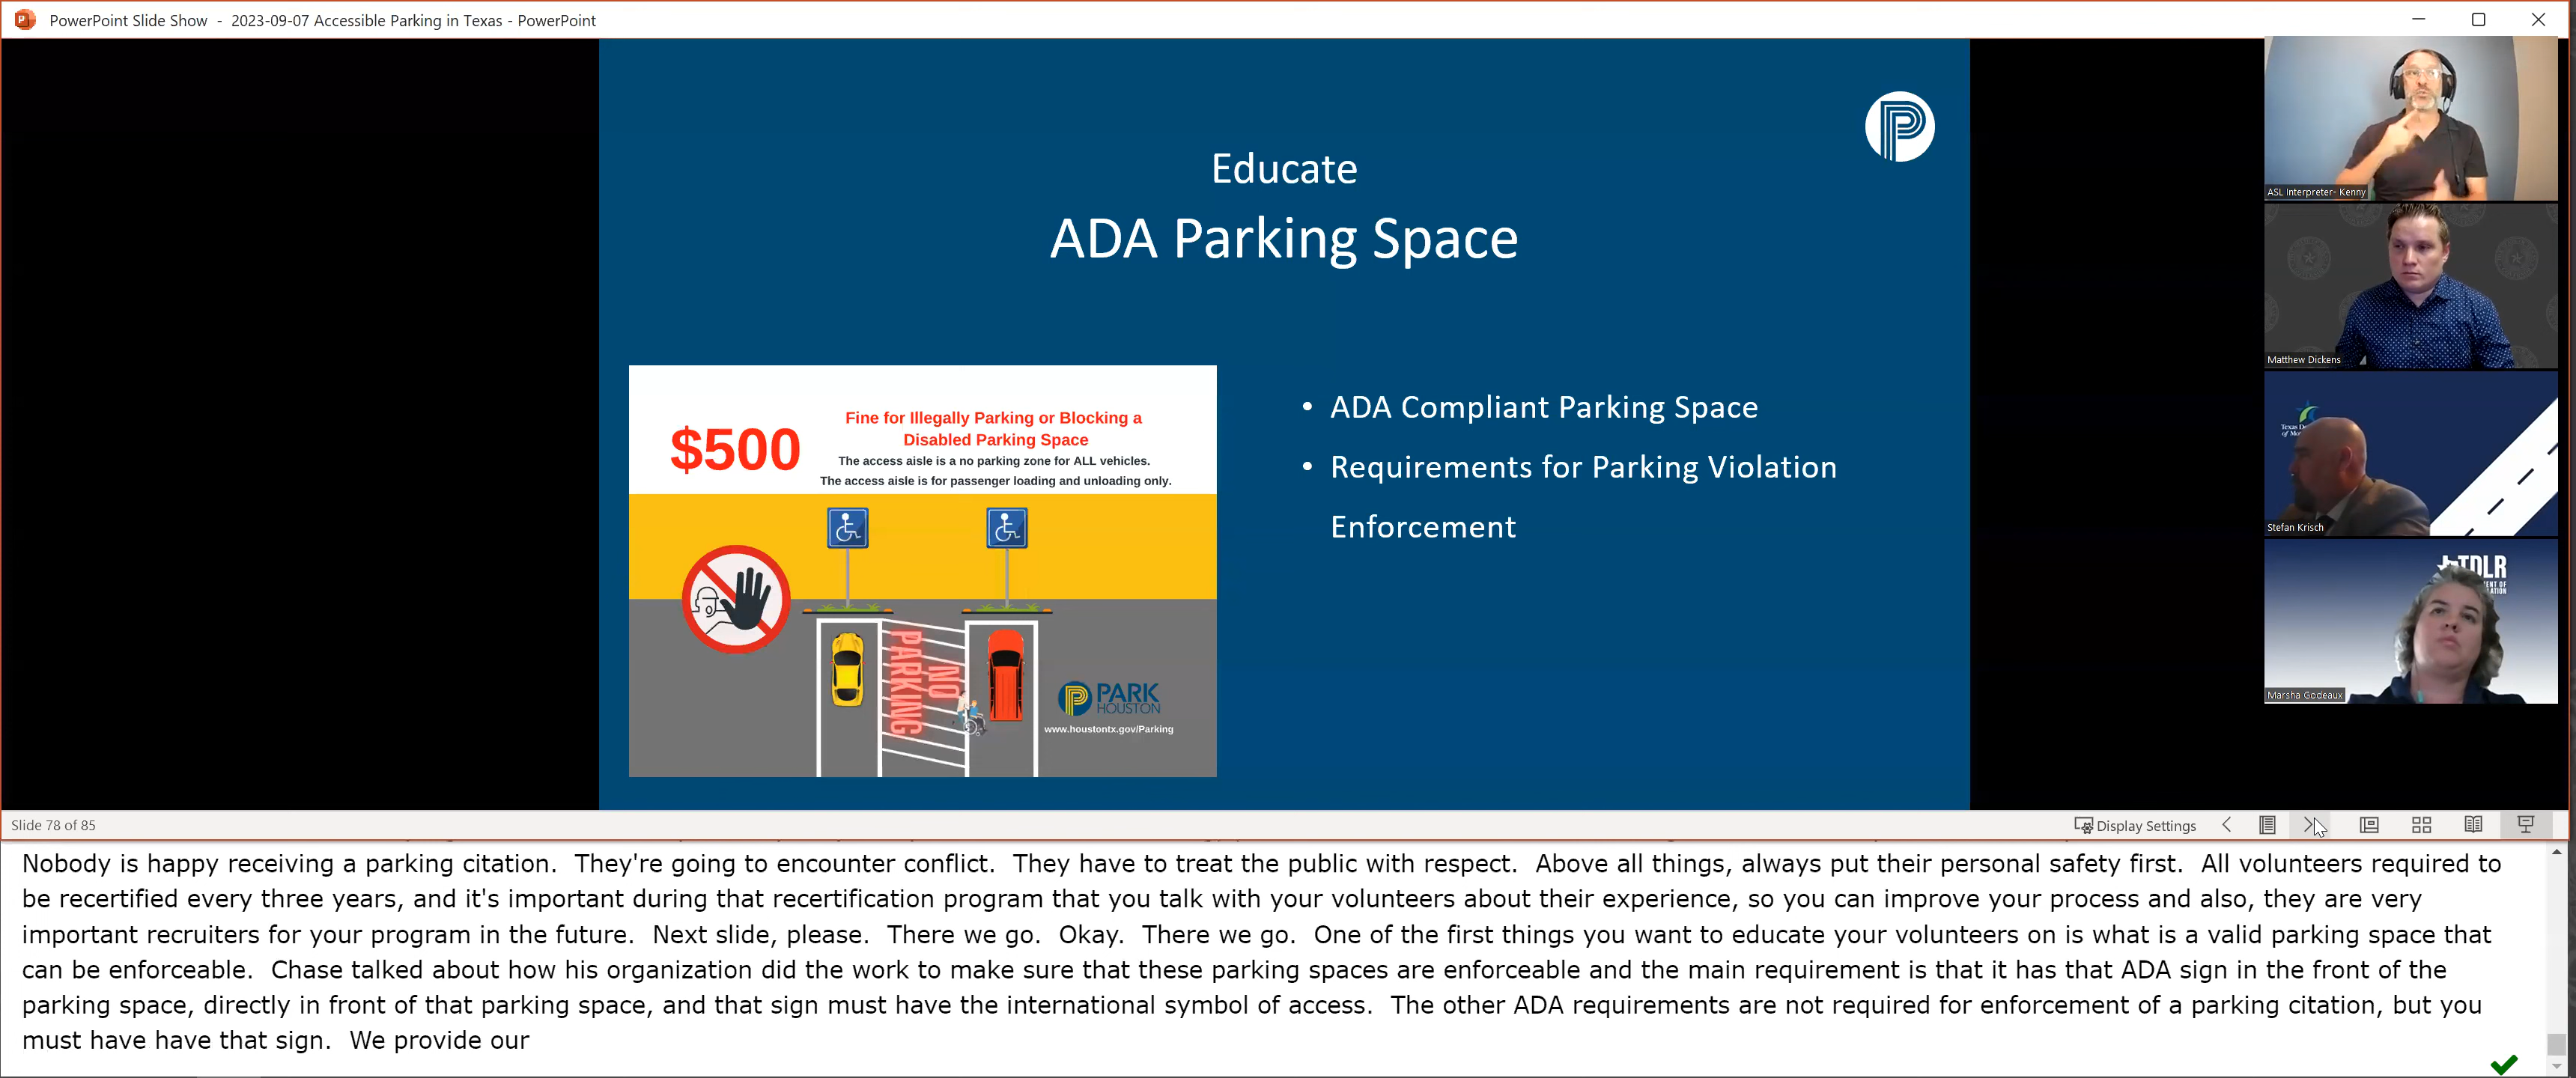 PowerPoint Slide Show - 2023-09-07 Accessible Parking in Texas - PowerPoint
Educate
ADA Parking Space
$500
Fine for Illegally Parking or Blocking a
Disabled Parking Space
The access aisle is a no parking zone for ALL vehicles.
The access aisle is for passenger loading and unloading only.
NO
PARKING
PARK
HOUSTON
www.houstontx.gov/Parking
• ADA Compliant Parking Space
• Requirements for Parking Violation
Enforcement
ASL Interpreter- Kenny
Matthew Dickens
Stefan Krisch
TDLR
Marsha Godeaux
Slide 78 of 85
Display Settings
Nobody is happy receiving a parking citation.  They're going to encounter conflict.  They have to treat the public with respect.  Above all things, always put their personal safety first.  All volunteers required to
be recertified every three years, and it's important during that recertification program that you talk with your volunteers about their experience, so you can improve your process and also, they are very
important recruiters for your program in the future.  Next slide, please.  There we go.  Okay.  There we go.  One of the first things you want to educate your volunteers on is what is a valid parking space that
can be enforceable.  Chase talked about how his organization did the work to make sure that these parking spaces are enforceable and the main requirement is that it has that ADA sign in the front of the
parking space, directly in front of that parking space, and that sign must have the international symbol of access.  The other ADA requirements are not required for enforcement of a parking citation, but you
must have have that sign.  We provide our